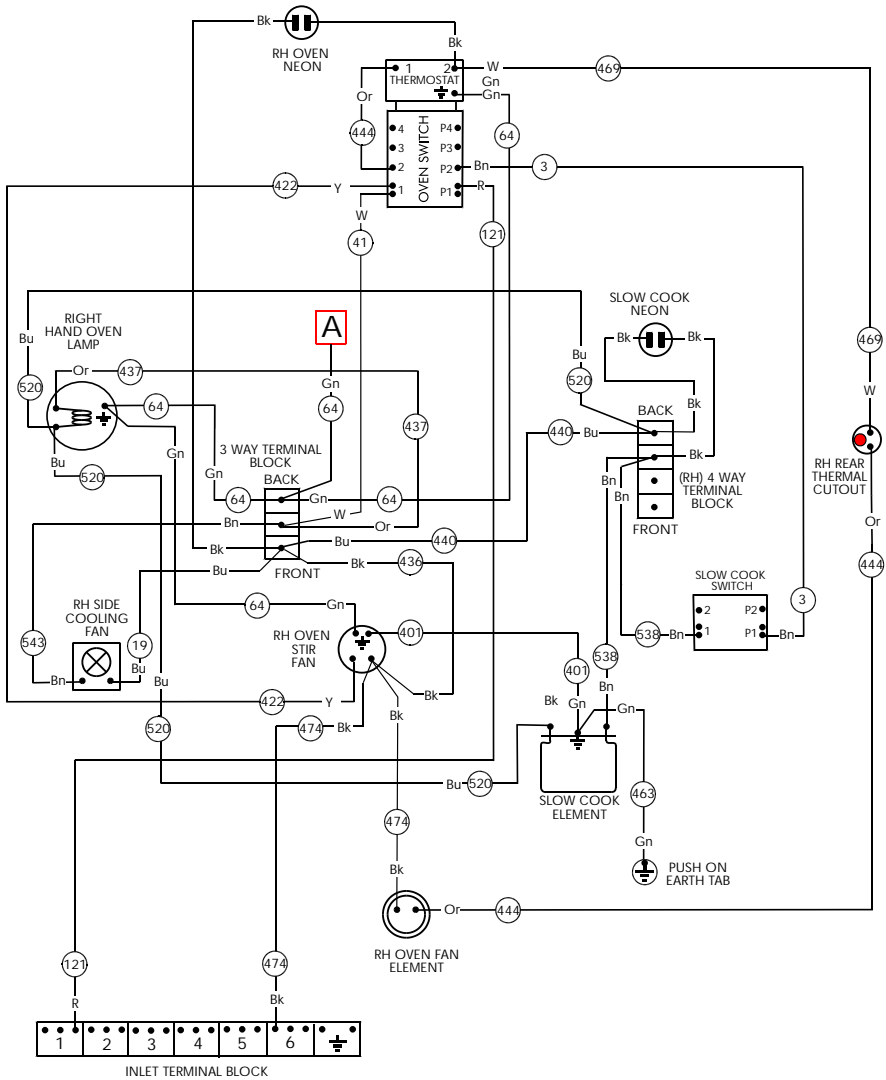 Bk
RH OVEN
NEON
Bk
1
2
THERMOSTAT
W
469
Gn
Gn
Or
444
64
4
3
2
1
OVEN SWITCH
P4
P3
P2
P1
Bn
3
R
422
Y
W
41
121
RIGHT
HAND OVEN
LAMP
Bu
A
Bu
SLOW COOK
NEON
Bk
Bk
469
Or
437
Gn
520
520
W
64
64
Bk
BACK
437
440
Bu
Bk
RH REAR
THERMAL
CUTOUT
Bu
520
Gn
3 WAY TERMINAL
BLOCK
BACK
Gn
64
Gn
64
Bn
Bn
(RH) 4 WAY
TERMINAL
BLOCK
Bn
W
Or
FRONT
Or
Bk
Bu
440
Bu
FRONT
Bk
436
444
SLOW COOK
SWITCH
RH SIDE
COOLING
FAN
64
Gn
2
P2
3
543
19
RH OVEN
STIR
FAN
401
538
Bn
1
P1
Bn
538
401
Bu
Bn
Bu
Bn
422
Y
Bk
Bk
Gn
Gn
520
474
Bk
Bk
Bu
520
463
SLOW COOK
ELEMENT
474
Gn
Bk
PUSH ON
EARTH TAB
Or
444
RH OVEN FAN
ELEMENT
121
474
R
Bk
1
2
3
4
5
6
INLET TERMINAL BLOCK